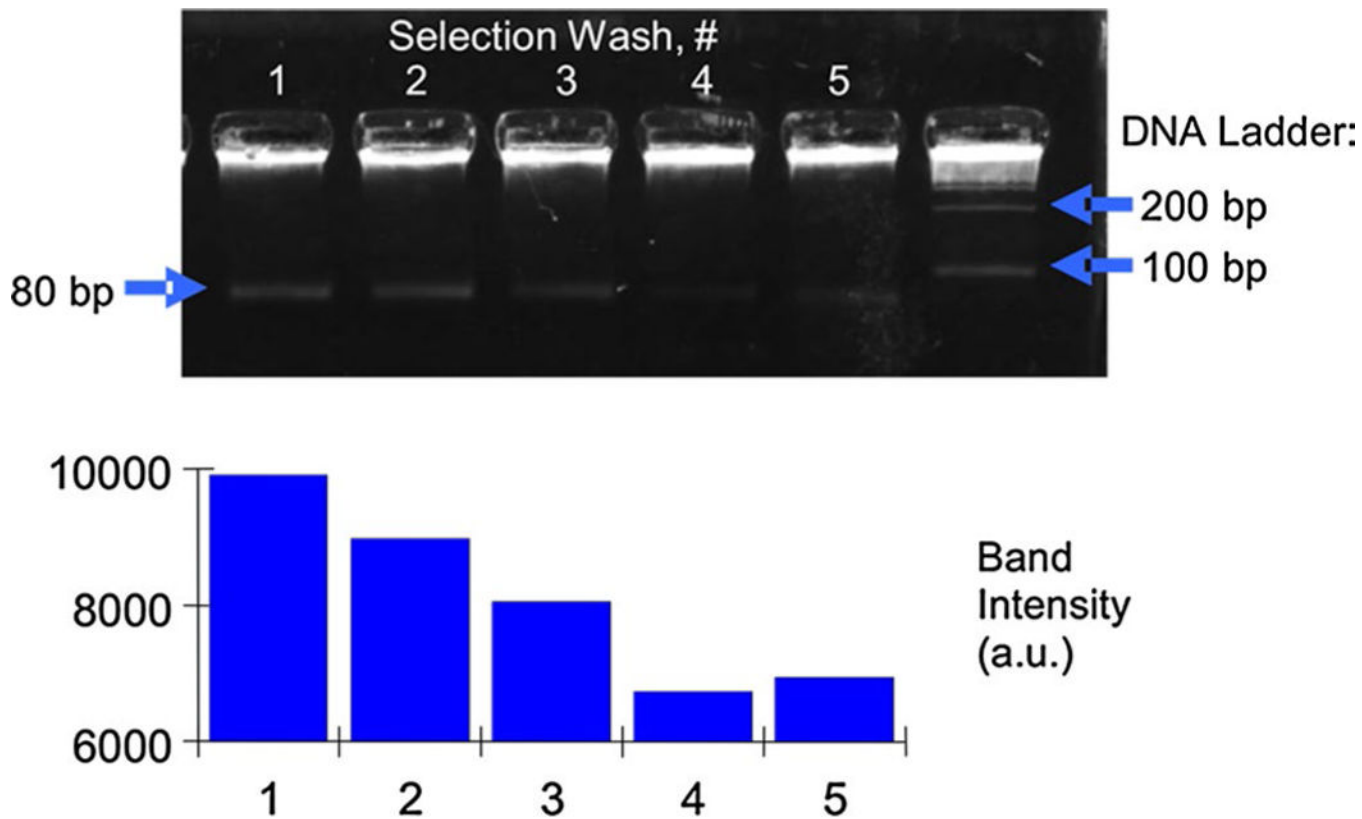 Selection Wash, #
1 2 3 4 5
DNA Ladder:
200 bp
100 bp
80 bp
10000
8000
6000
1 2 3 4 5
Band
Intensity
(a.u.)